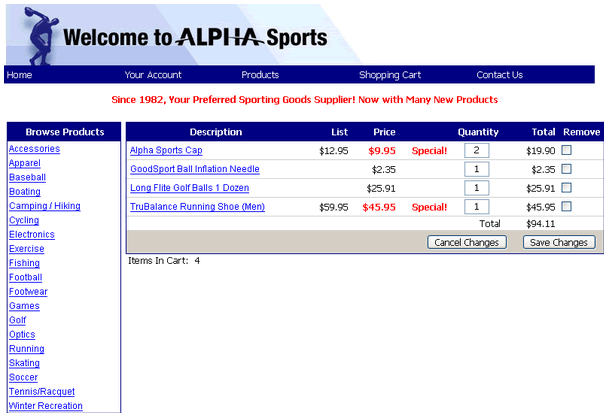 Welcome to ALPHA Sports
Home Your Account Products Shopping Cart Contact Us
Since 1982, Your Preferred Sporting Goods Supplier! Now with Many New Products
Browse Products
Accessories
Apparel
Baseball
Boating
Camping / Hiking
Cycling
Electronics
Exercise
Fishing
Football
Footwear
Games
Golf
Optics
Running
Skating
Soccer
Tennis/Racquet
Winter Recreation
Description List Price Quantity Total Remove
Alpha Sports Cap $12.95 $9.95 Special! 2 $19.90
GoodSport Ball Inflation Needle $2.35 1 $2.35
Long Flite Golf Balls 1 Dozen $25.91 1 $25.91
TruBalance Running Shoe (Men) $59.95 $45.95 Special! 1 $45.95
Total $94.11
Cancel Changes Save Changes
Items In Cart: 4